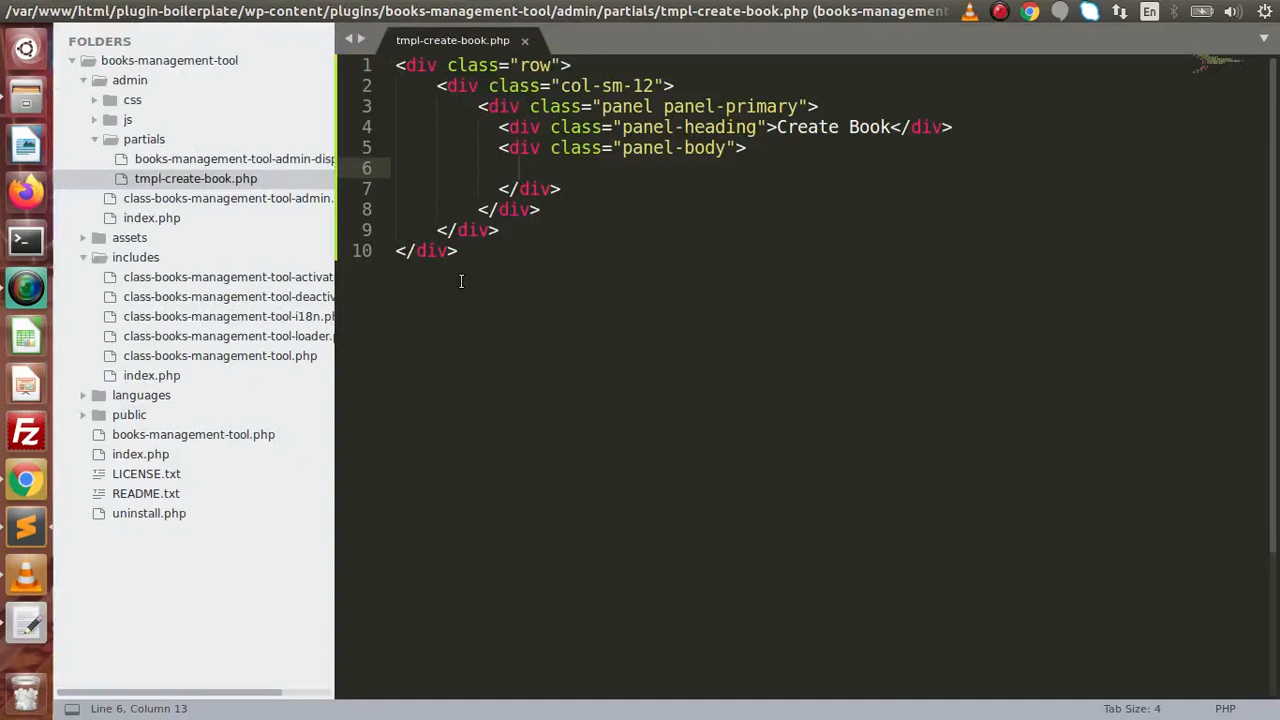 /var/www/html/plugin-boilerplate/wp-content/plugins/books-management-tool/admin/partials/tmpl-create-book.php (books-management
En
FOLDERS
books-management-tool
admin
css
js
partials
books-management-tool-admin-disp
tmpl-create-book.php
class-books-management-tool-admin.
index.php
assets
includes
class-books-management-tool-activat
class-books-management-tool-deactiv
class-books-management-tool-i18n.ph
class-books-management-tool-loader.p
class-books-management-tool.php
index.php
languages
public
books-management-tool.php
index.php
LICENSE.txt
README.txt
uninstall.php
tmpl-create-book.php ×
1 <div class="row">
2 <div class="col-sm-12">
3 <div class="panel panel-primary">
4 <div class="panel-heading">Create Book</div>
5 <div class="panel-body">
6
7 </div>
8 </div>
9 </div>
10 </div>
Line 6, Column 13
Tab Size: 4
PHP